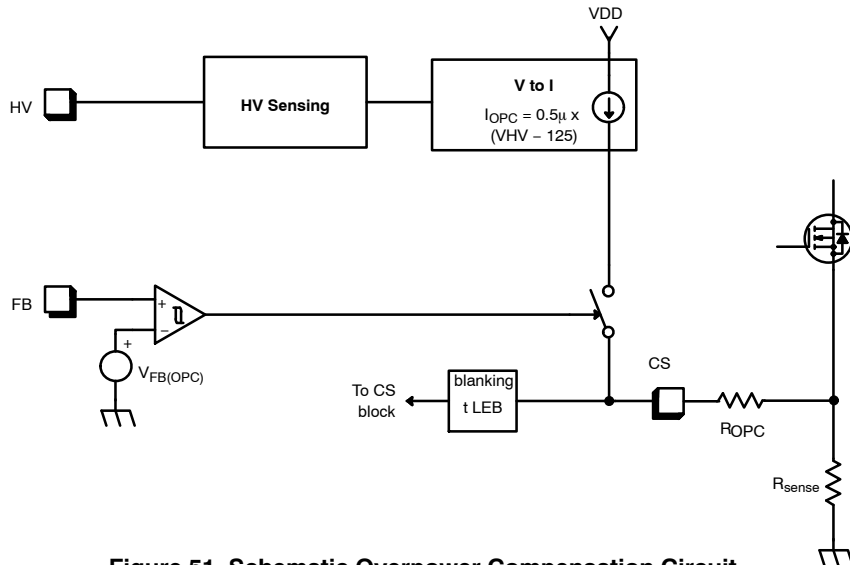 VDD
HV
HV Sensing
V to I
IOPC = 0.5μ x
(VHV − 125)
FB
+
−
+
VFB(OPC)
CS
To CS
block
blanking
t LEB
ROPC
Rsense
Figure 51. Schematic Overpower Compensation Circuit